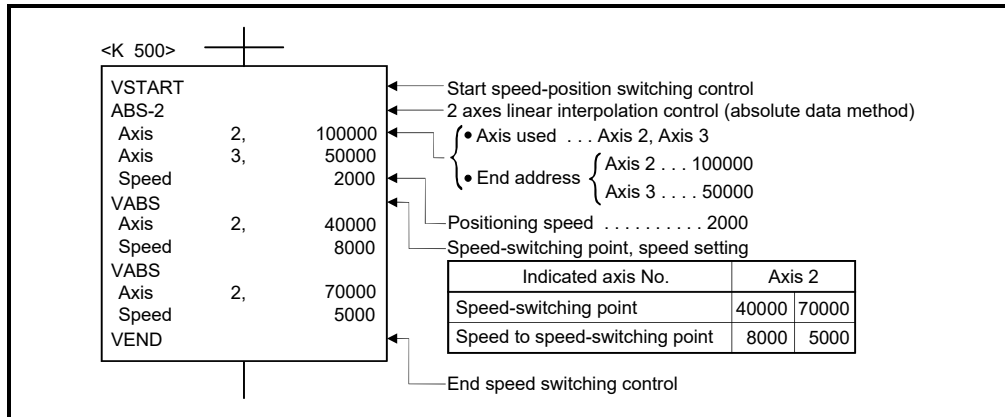 <K 500>
VSTART
ABS-2
Axis 2, 100000
Axis 3, 50000
Speed 2000
VABS
Axis 2, 40000
Speed 8000
VABS
Axis 2, 70000
Speed 5000
VEND
Start speed-position switching control
2 axes linear interpolation control (absolute data method)
• Axis used . . . Axis 2, Axis 3
• End address
Axis 2 . . . 100000
Axis 3 . . . . 50000
Positioning speed . . . . . . . . . . 2000
Speed-switching point, speed setting
Indicated axis No. Axis 2
Speed-switching point 40000 70000
Speed to speed-switching point 8000 5000
End speed switching control